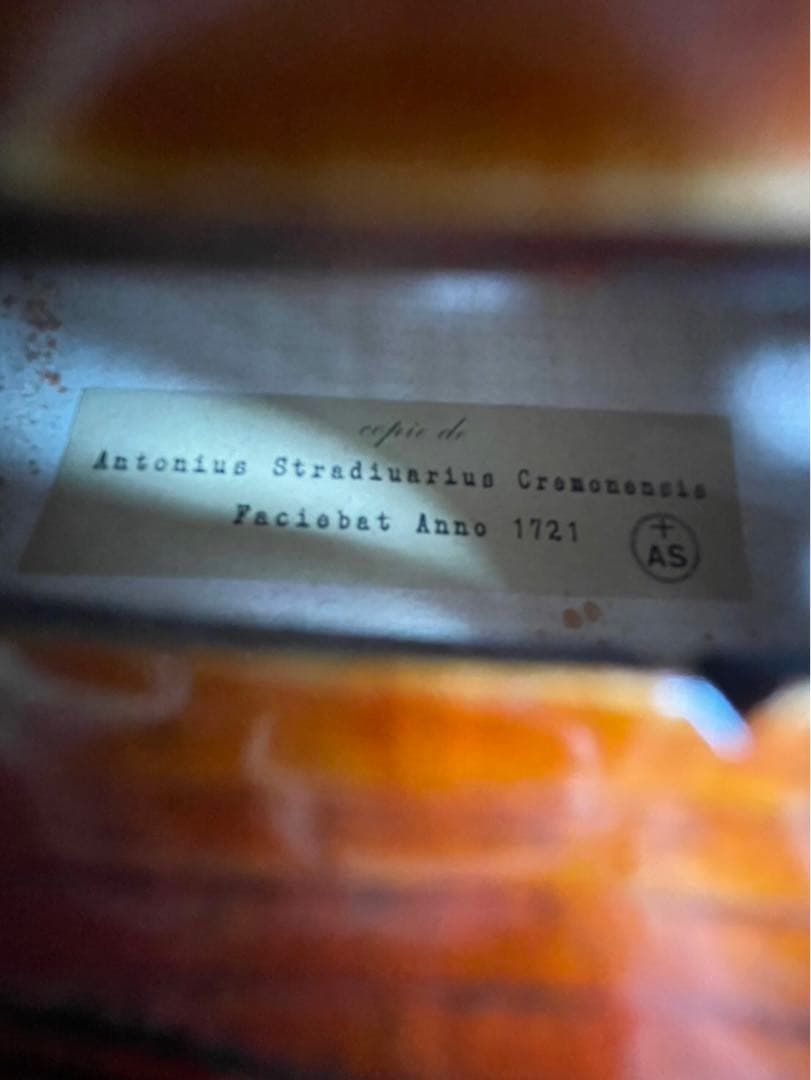 copie de
Antonius Stradiuarius Cremonensis
Faciebat Anno 1721
+
AS